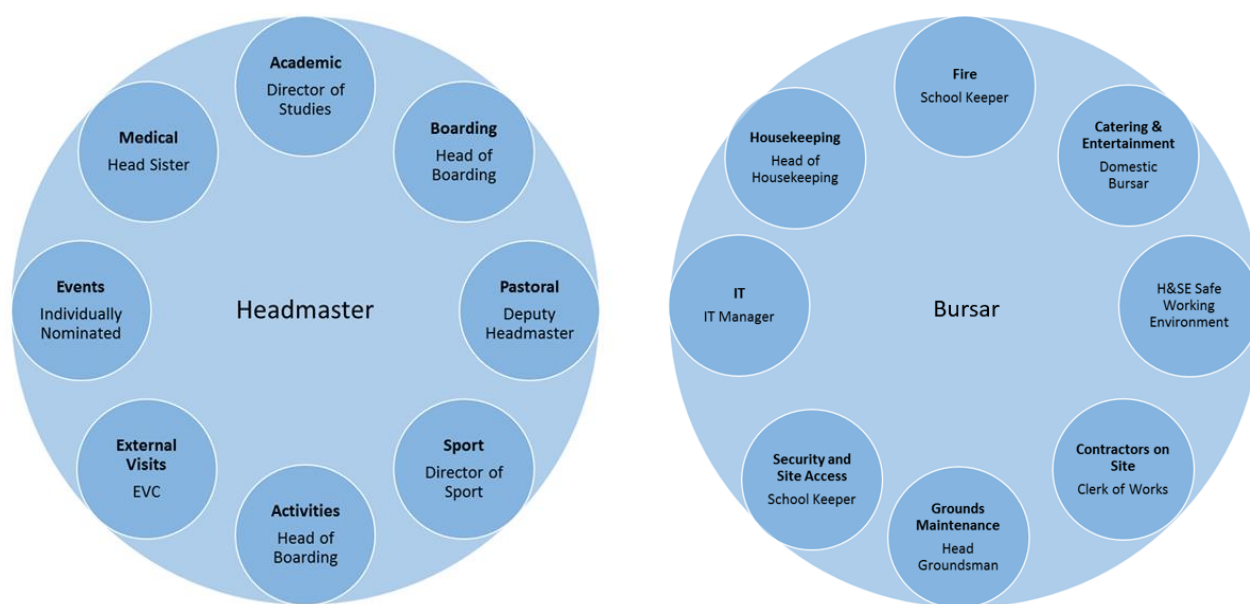 Academic
Director of
Studies
Boarding
Head of
Boarding
Pastoral
Deputy
Headmaster
Sport
Director of
Sport
Activities
Head of
Boarding
External
Visits
EVC
Events
Individually
Nominated
Medical
Head Sister
Headmaster
Fire
School Keeper
Catering &
Entertainment
Domestic
Bursar
H&SE Safe
Working
Environment
Contractors on
Site
Clerk of Works
Grounds
Maintenance
Head
Groundsman
Security and
Site Access
School Keeper
IT
IT Manager
Housekeeping
Head of
Housekeeping
Bursar